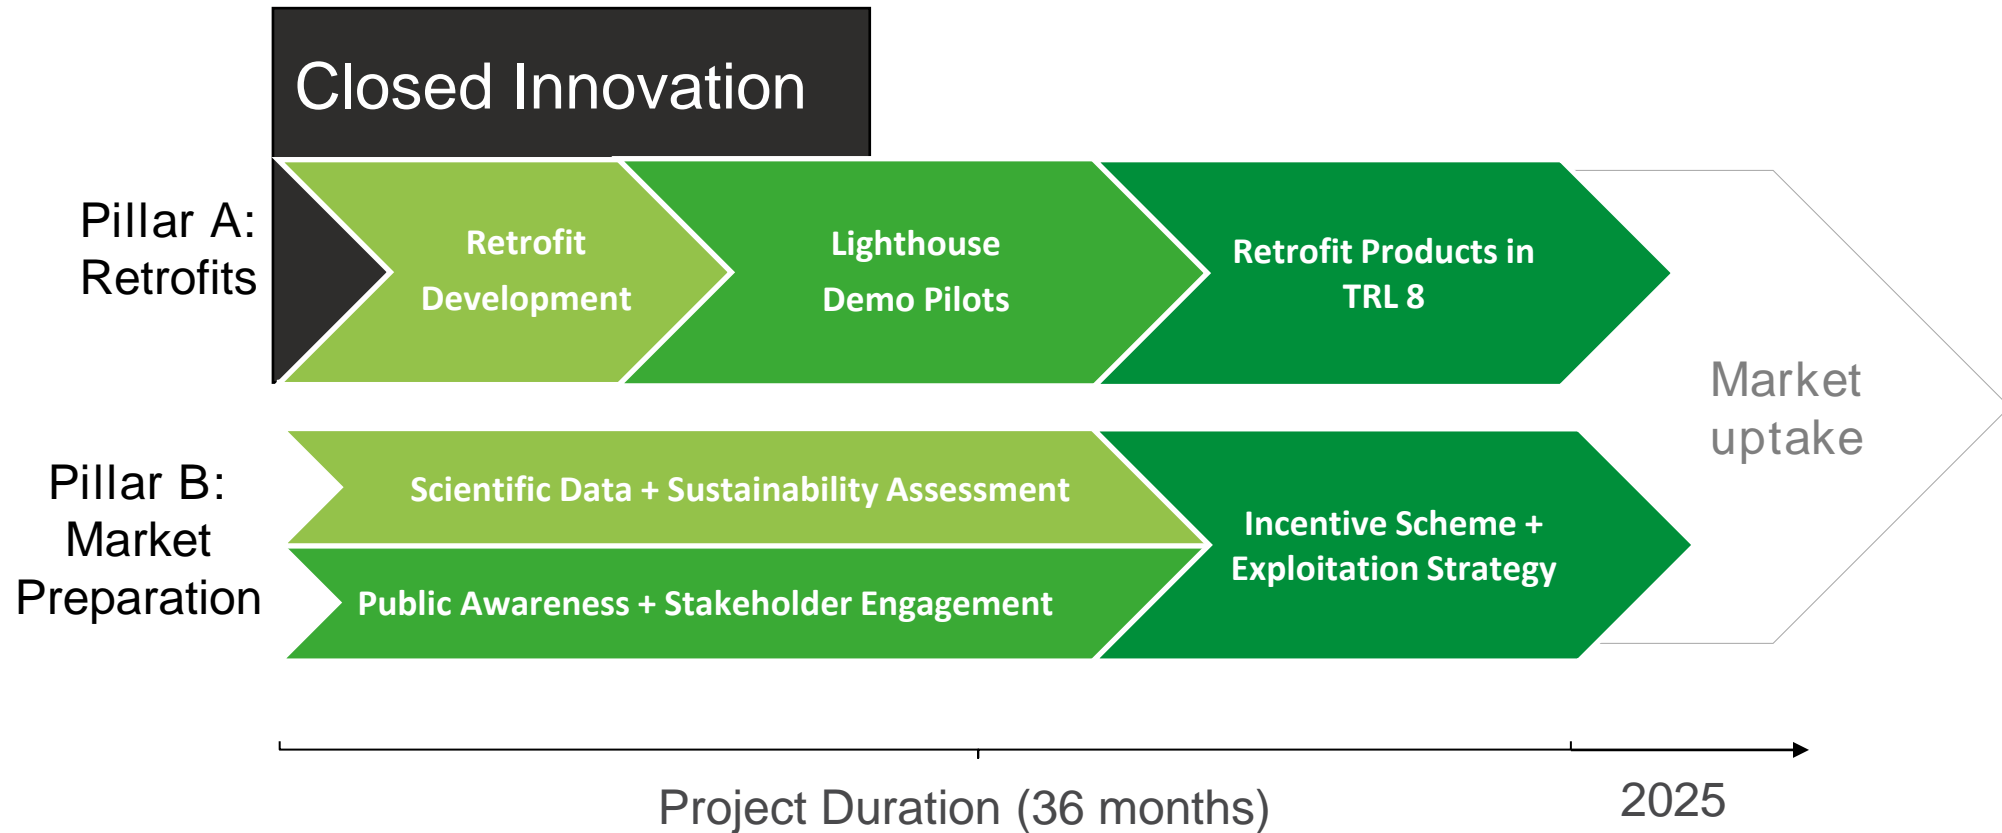 Closed Innovation
Pillar A:
Retrofits
Retrofit
Development
Lighthouse
Demo Pilots
Retrofit Products in
TRL 8
Market
uptake
Pillar B:
Market
Preparation
Scientific Data + Sustainability Assessment
Public Awareness + Stakeholder Engagement
Incentive Scheme +
Exploitation Strategy
Project Duration (36 months)
2025